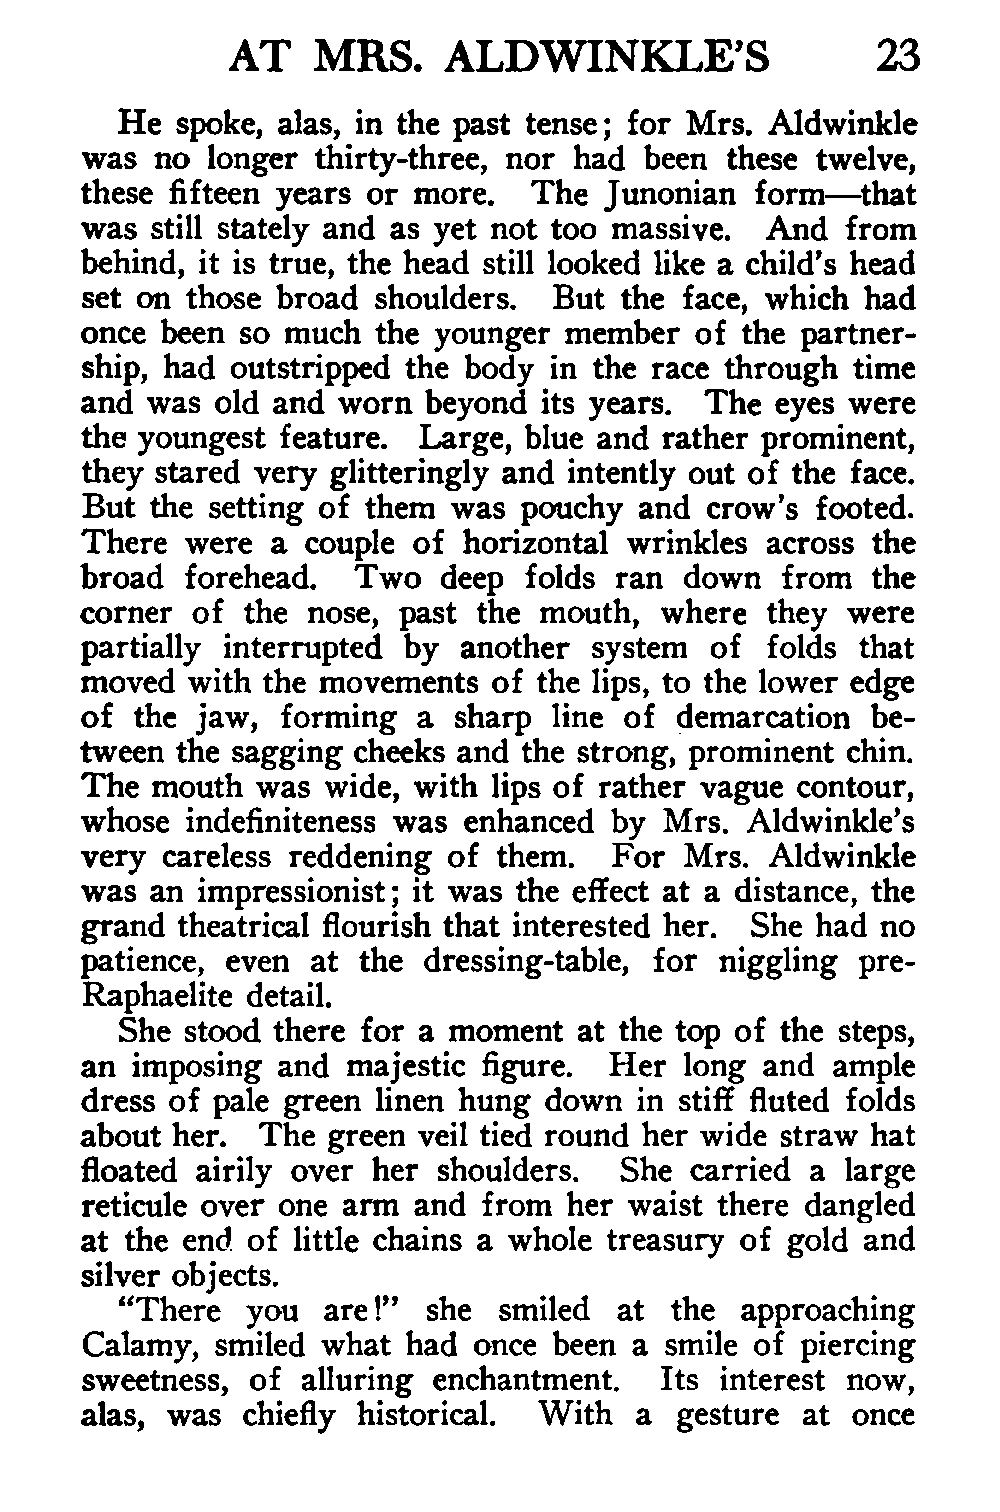 AT MRS. ALDWINKLE'S 23
He spoke, alas, in the past tense; for Mrs. Aldwinkle
was no longer thirty-three, nor had been these twelve,
these fifteen years or more. The Junonian form—that
was still stately and as yet not too massive. And from
behind, it is true, the head still looked like a child's head
set on those broad shoulders. But the face, which had
once been so much the younger member of the partner-
ship, had outstripped the body in the race through time
and was old and worn beyond its years. The eyes were
the youngest feature. Large, blue and rather prominent,
they stared very glitteringly and intently out of the face.
But the setting of them was pouchy and crow's footed.
There were a couple of horizontal wrinkles across the
broad forehead. Two deep folds ran down from the
corner of the nose, past the mouth, where they were
partially interrupted by another system of folds that
moved with the movements of the lips, to the lower edge
of the jaw, forming a sharp line of demarcation be-
tween the sagging cheeks and the strong, prominent chin.
The mouth was wide, with lips of rather vague contour,
whose indefiniteness was enhanced by Mrs. Aldwinkle's
very careless reddening of them. For Mrs. Aldwinkle
was an impressionist; it was the effect at a distance, the
grand theatrical flourish that interested her. She had no
patience, even at the dressing-table, for niggling pre-
Raphaelite detail.
She stood there for a moment at the top of the steps,
an imposing and majestic figure. Her long and ample
dress of pale green linen hung down in stiff fluted folds
about her. The green veil tied round her wide straw hat
floated airily over her shoulders. She carried a large
reticule over one arm and from her waist there dangled
at the end of little chains a whole treasury of gold and
silver objects.
“There you are!” she smiled at the approaching
Calamy, smiled what had once been a smile of piercing
sweetness, of alluring enchantment. Its interest now,
alas, was chiefly historical. With a gesture at once